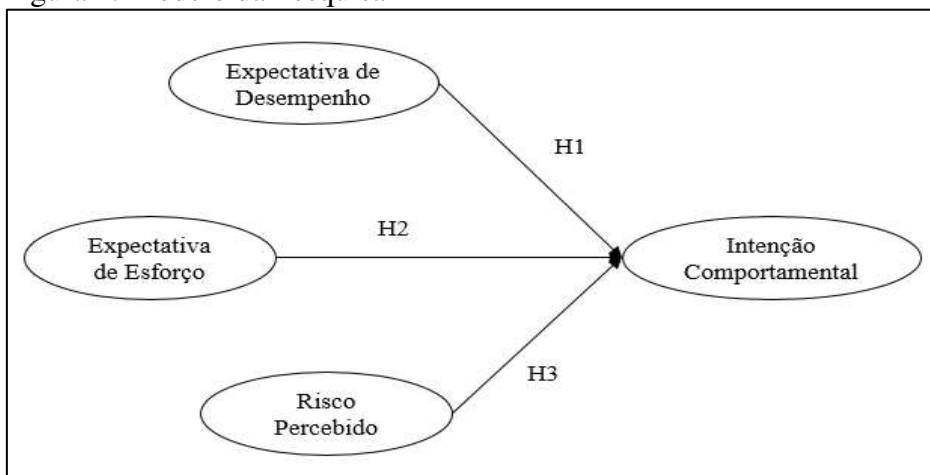 Expectativa de
Desempenho
H1
H2
Expectativa
de Esforço
Intenção
Comportamental
H3
Risco
Percebido